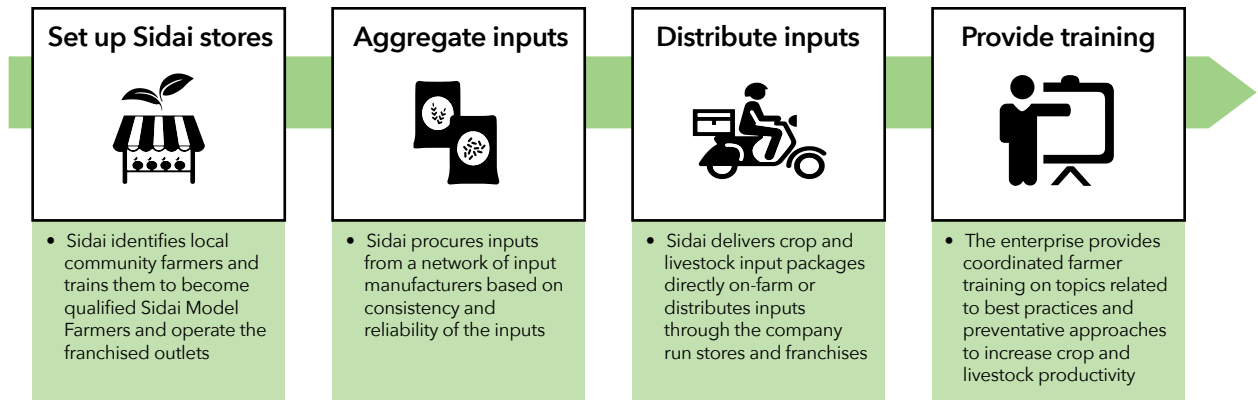 Set up Sidai stores
• Sidai identifies local
community farmers and
trains them to become
qualified Sidai Model
Farmers and operate the
franchised outlets
Aggregate inputs
• Sidai procures inputs
from a network of input
manufacturers based on
consistency and
reliability of the inputs
Distribute inputs
• Sidai delivers crop and
livestock input packages
directly on-farm or
distributes inputs
through the company
run stores and franchises
Provide training
• The enterprise provides
coordinated farmer
training on topics related
to best practices and
preventative approaches
to increase crop and
livestock productivity